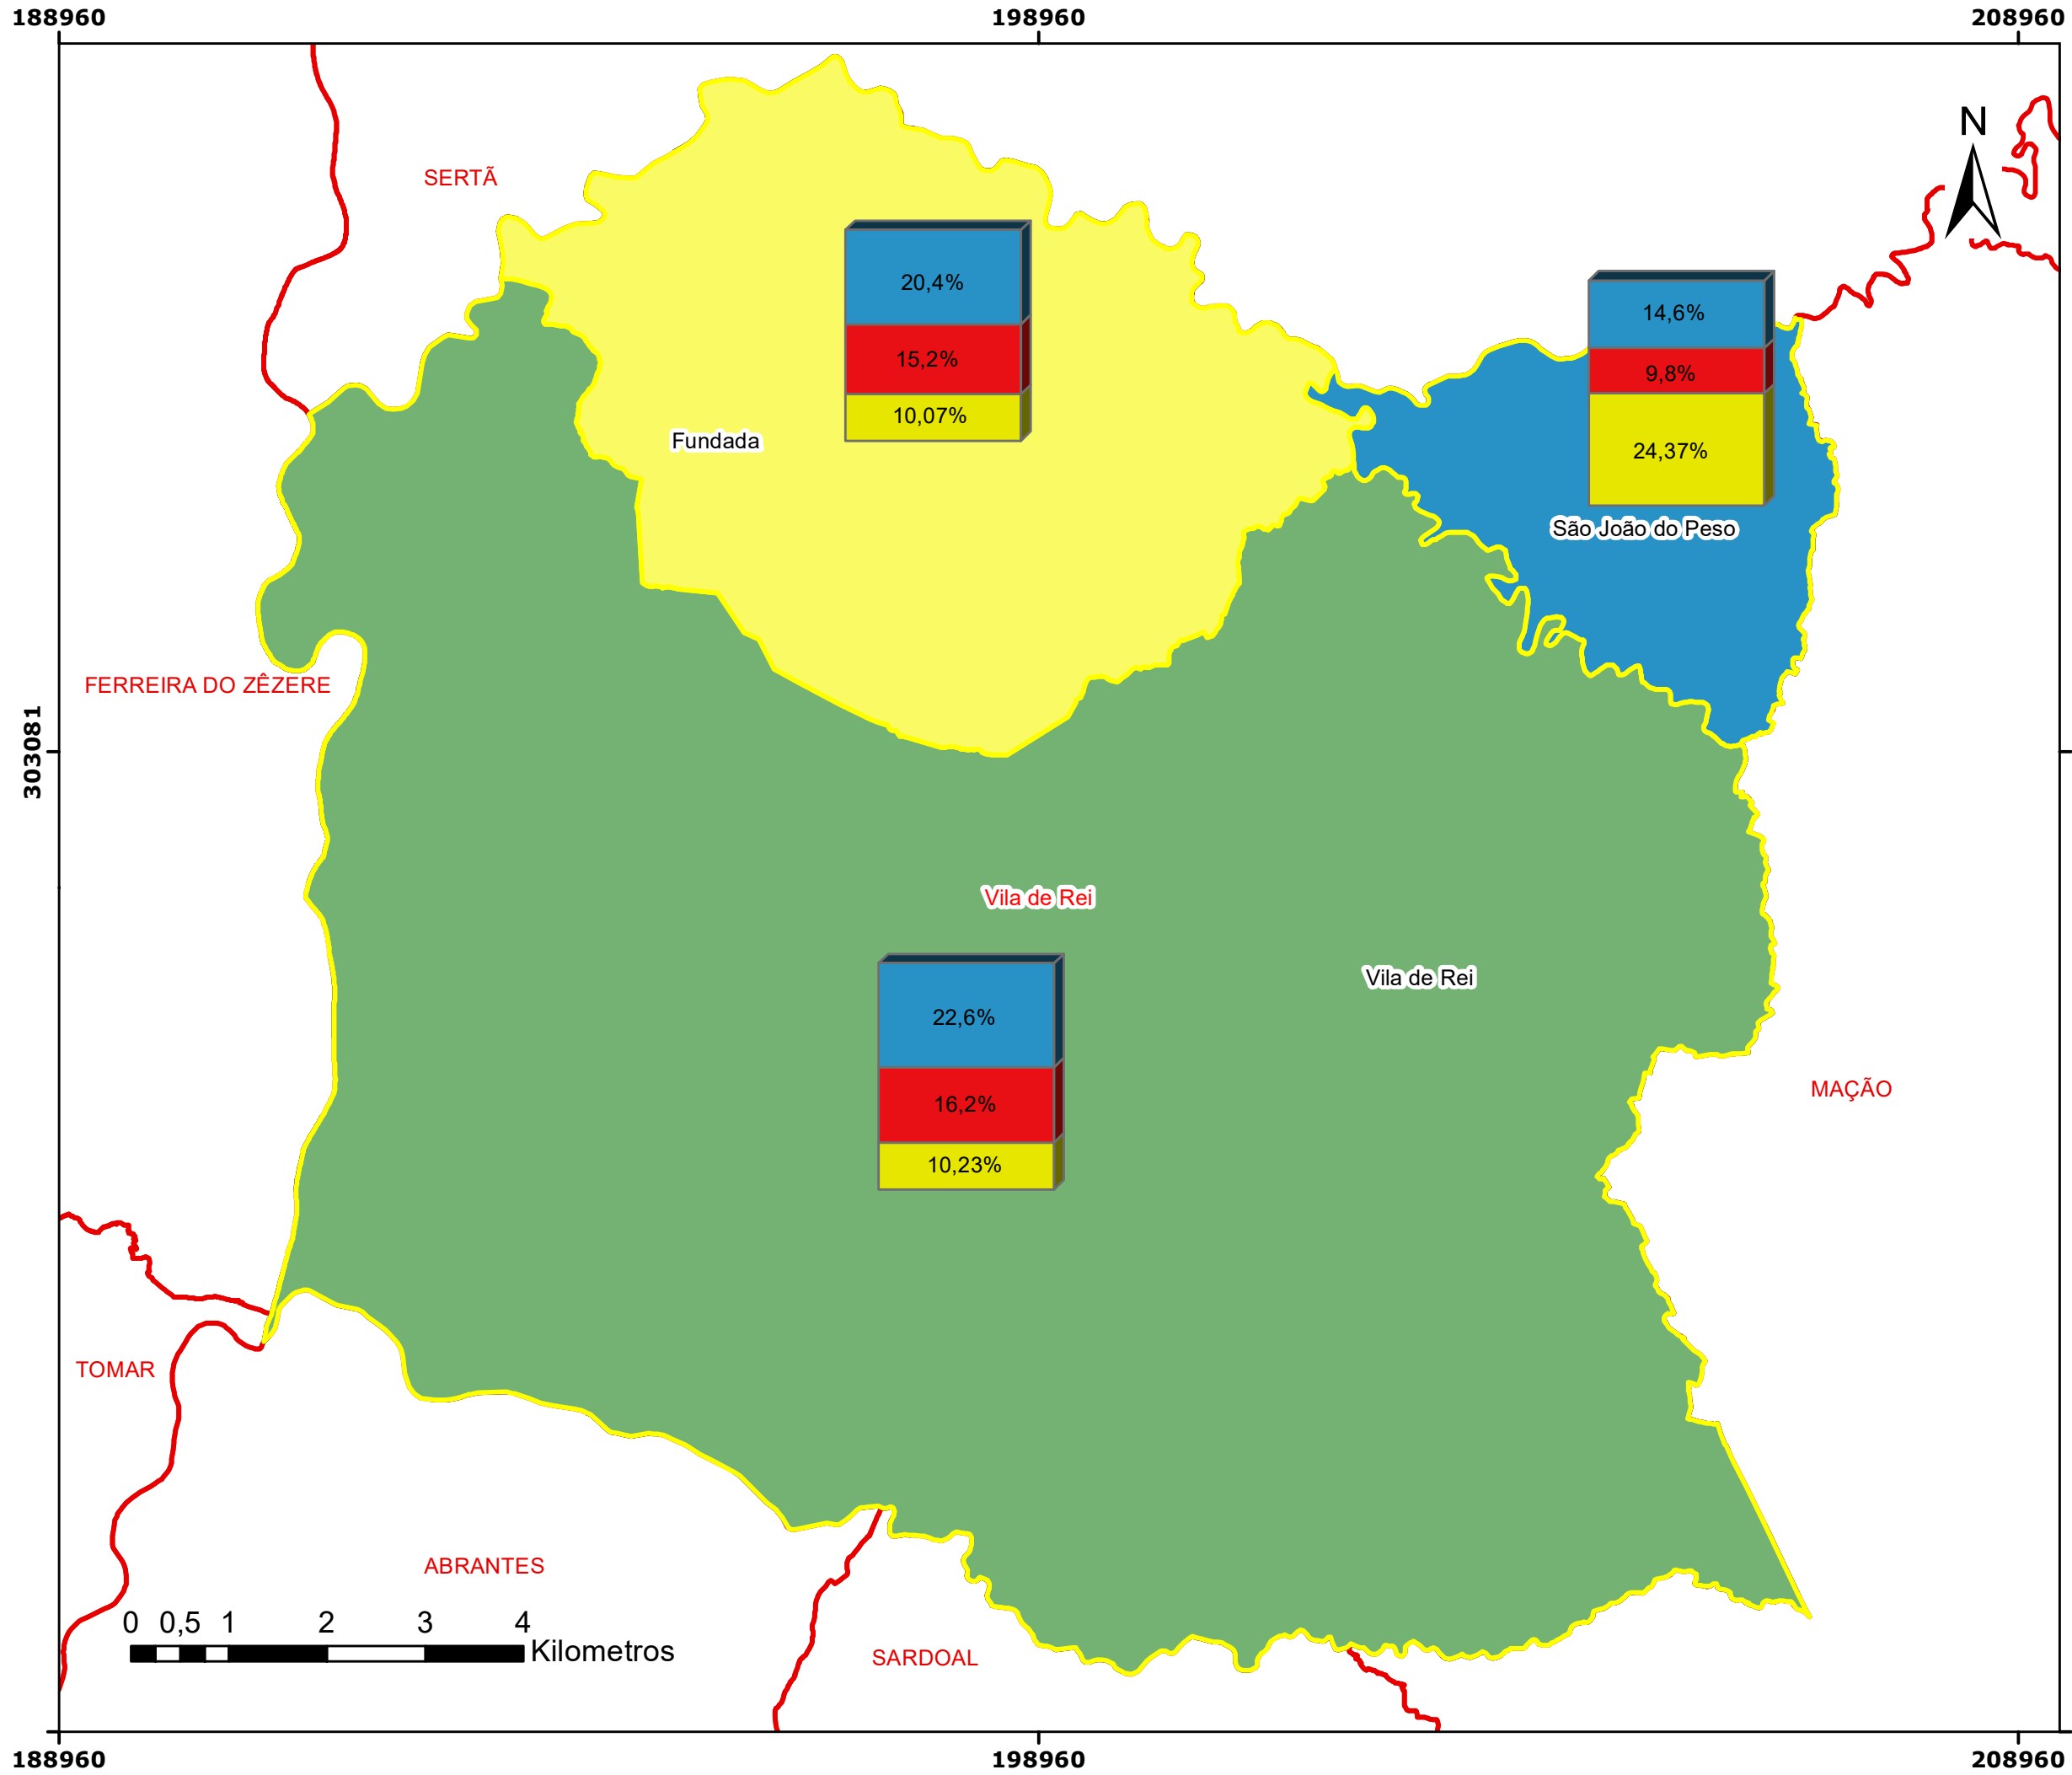 188960
198960
208960
N
SERTÃ
20,4%
15,2%
10,07%
14,6%
9,8%
24,37%
Fundada
São João do Peso
FERREIRA DO ZÊZERE
303081
Vila de Rei
Vila de Rei
22,6%
16,2%
10,23%
MAÇÃO
TOMAR
ABRANTES
0 0,5 1 2 3 4
Kilometros
SARDOAL
188960
198960
208960